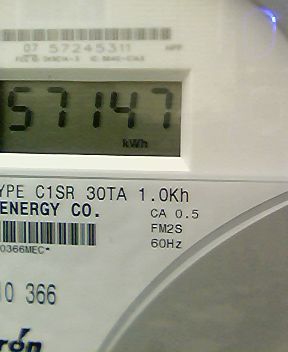 07 57245311
57147
kWh
YPE C1SR 30TA 1.0Kh
ENERGY CO.
CA 0.5
FM2S
60Hz
0366MEC*
10 366
rón